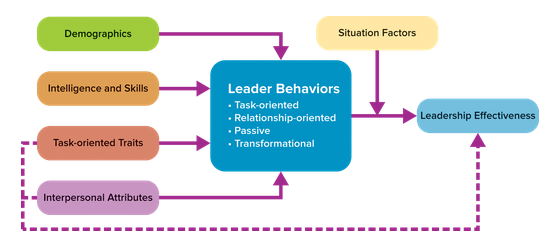 Demographics
Situation Factors
Intelligence and Skills
Leader Behaviors
• Task-oriented
• Relationship-oriented
• Passive
• Transformational
Leadership Effectiveness
Task-oriented Traits
Interpersonal Attributes